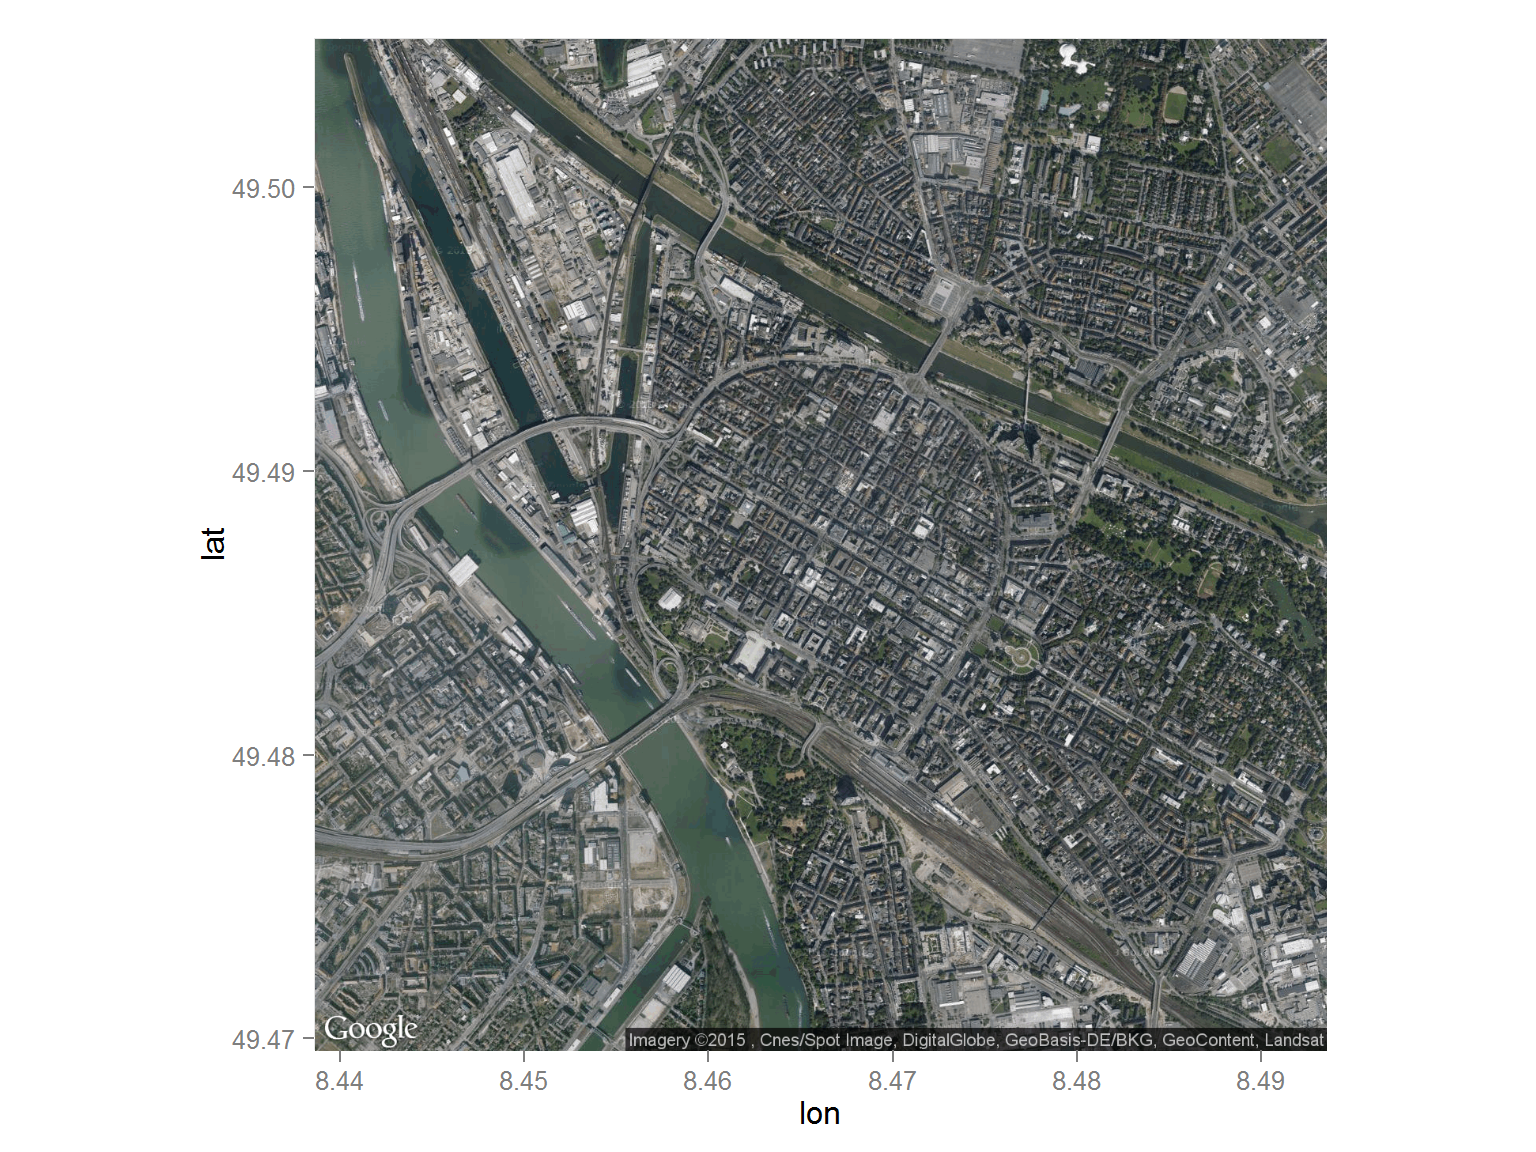 49.50
49.49
49.48
49.47
lat
Google
Imagery ©2015 , Cnes/Spot Image, DigitalGlobe, GeoBasis-DE/BKG, GeoContent, Landsat
8.44 8.45 8.46 8.47 8.48 8.49
lon